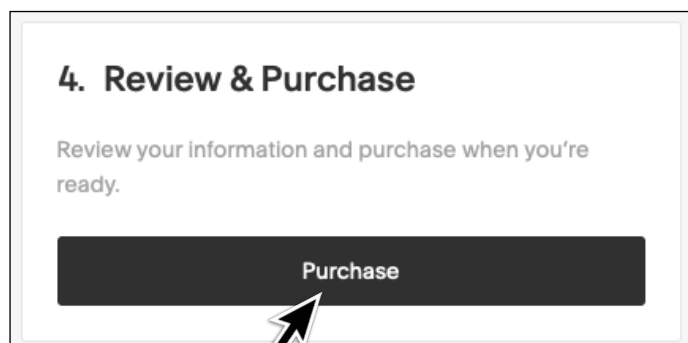 4. Review & Purchase
Review your information and purchase when you're
ready.
Purchase